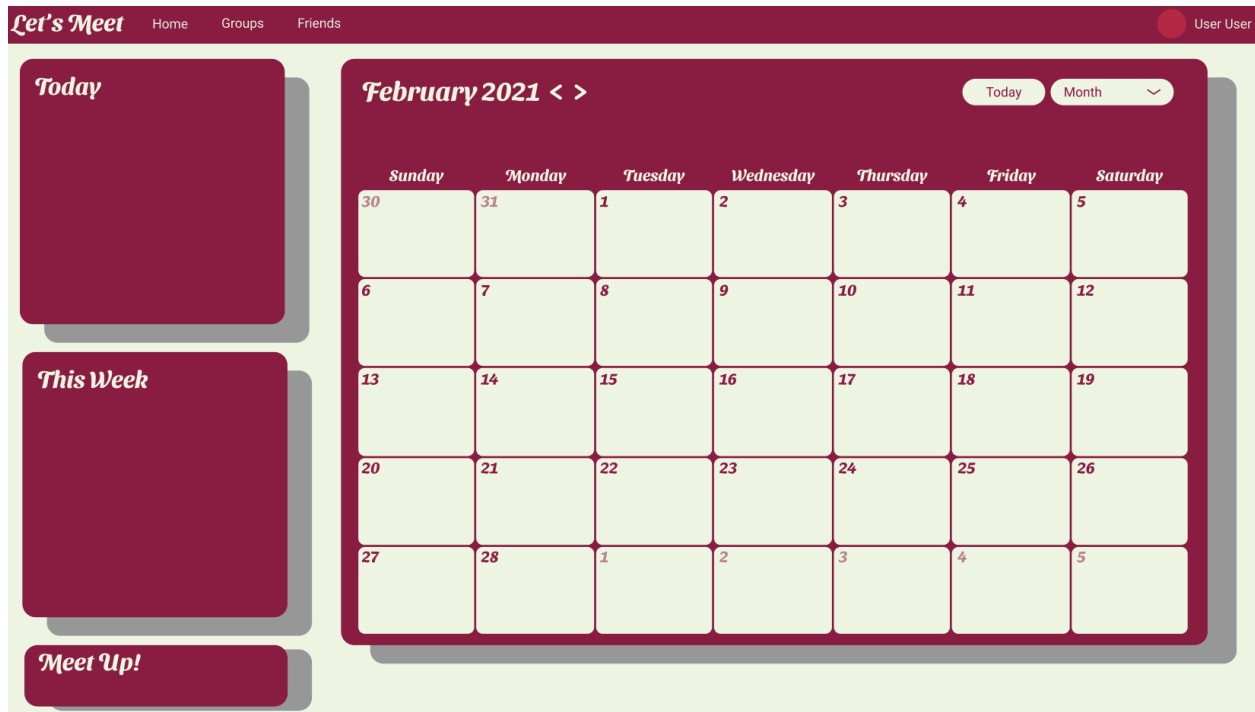 Let's Meet Home Groups Friends User User
Today
This Week
Meet Up!
February 2021 < > Today Month
Sunday Monday Tuesday Wednesday Thursday Friday Saturday
30 31 1 2 3 4 5
6 7 8 9 10 11 12
13 14 15 16 17 18 19
20 21 22 23 24 25 26
27 28 1 2 3 4 5